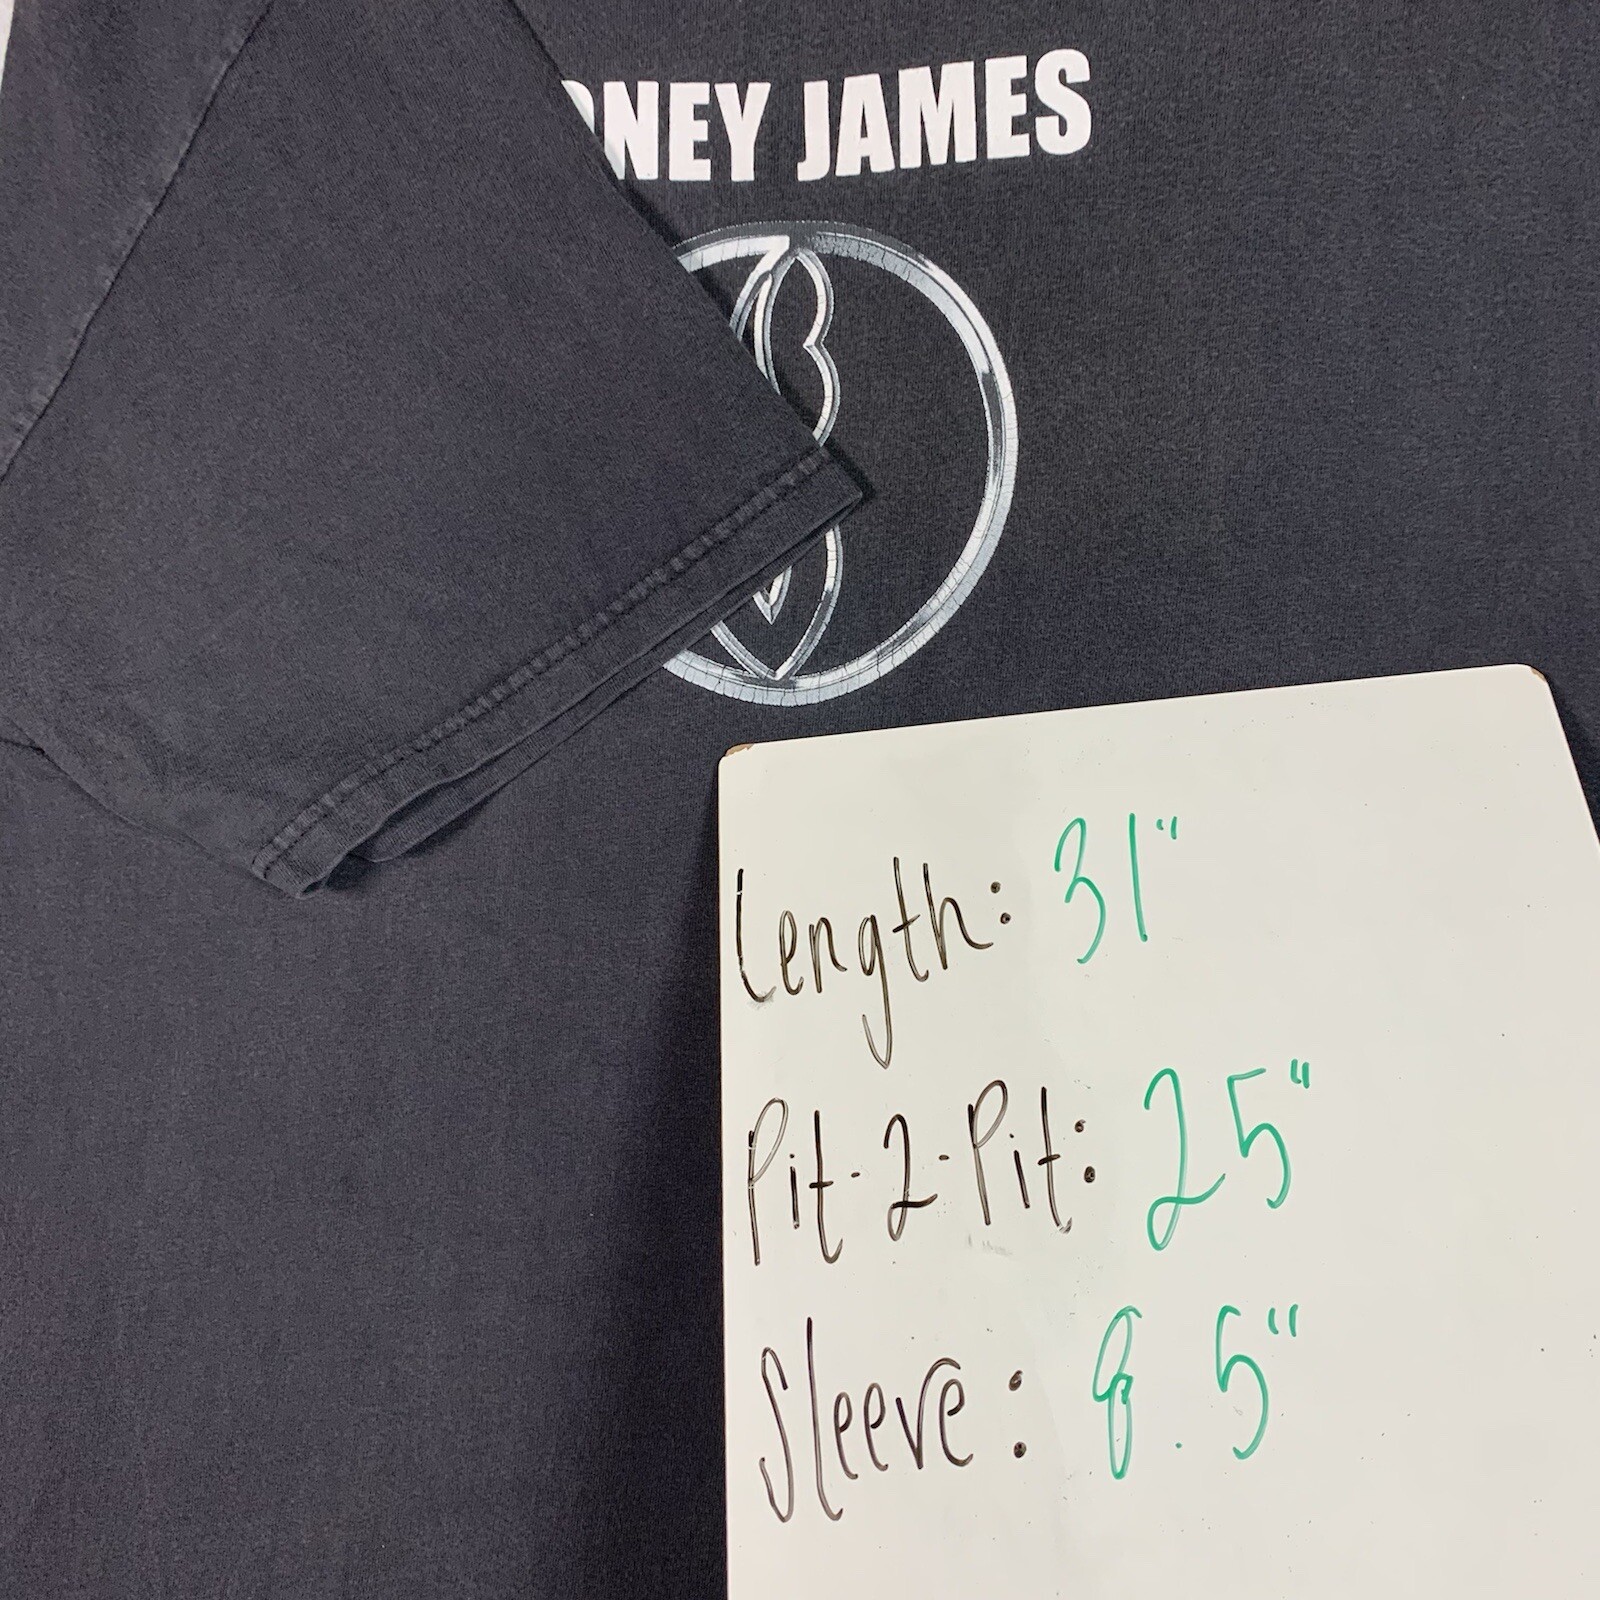 NEY JAMES
Length: 31"
Pit-2-Pit: 25"
Sleeve: 8.5"